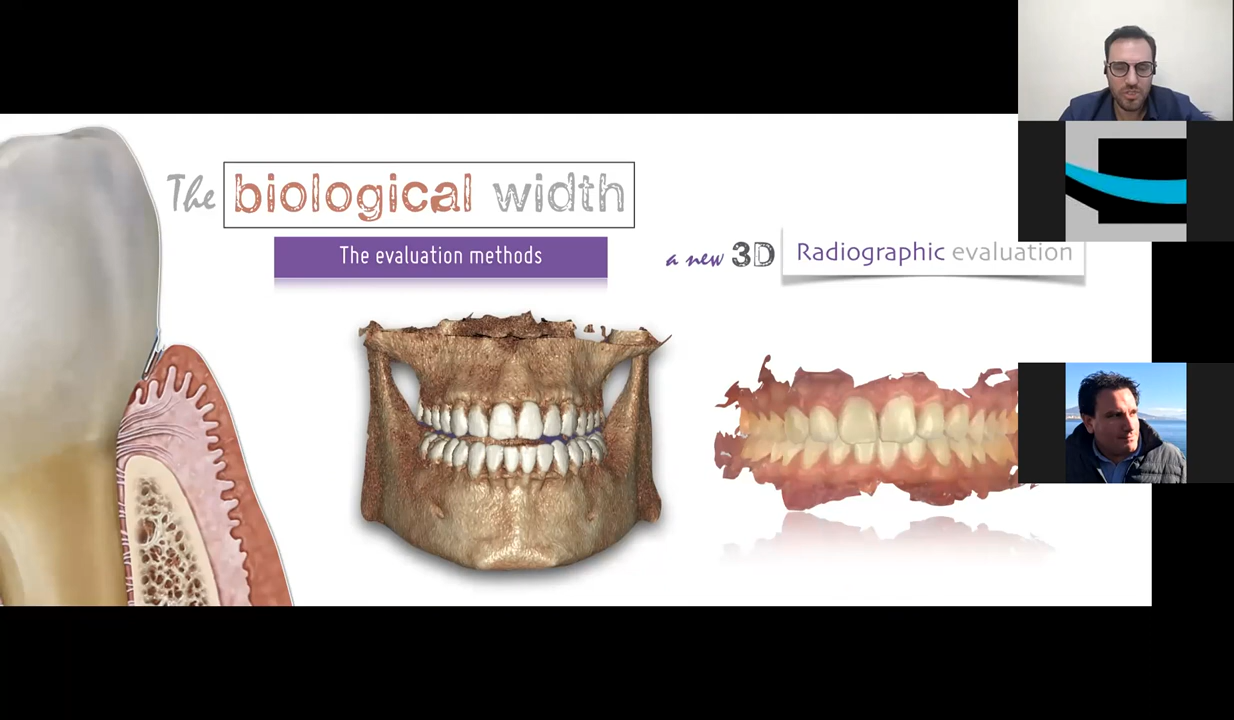 The biological width
The evaluation methods
a new 3D Radiographic evaluation